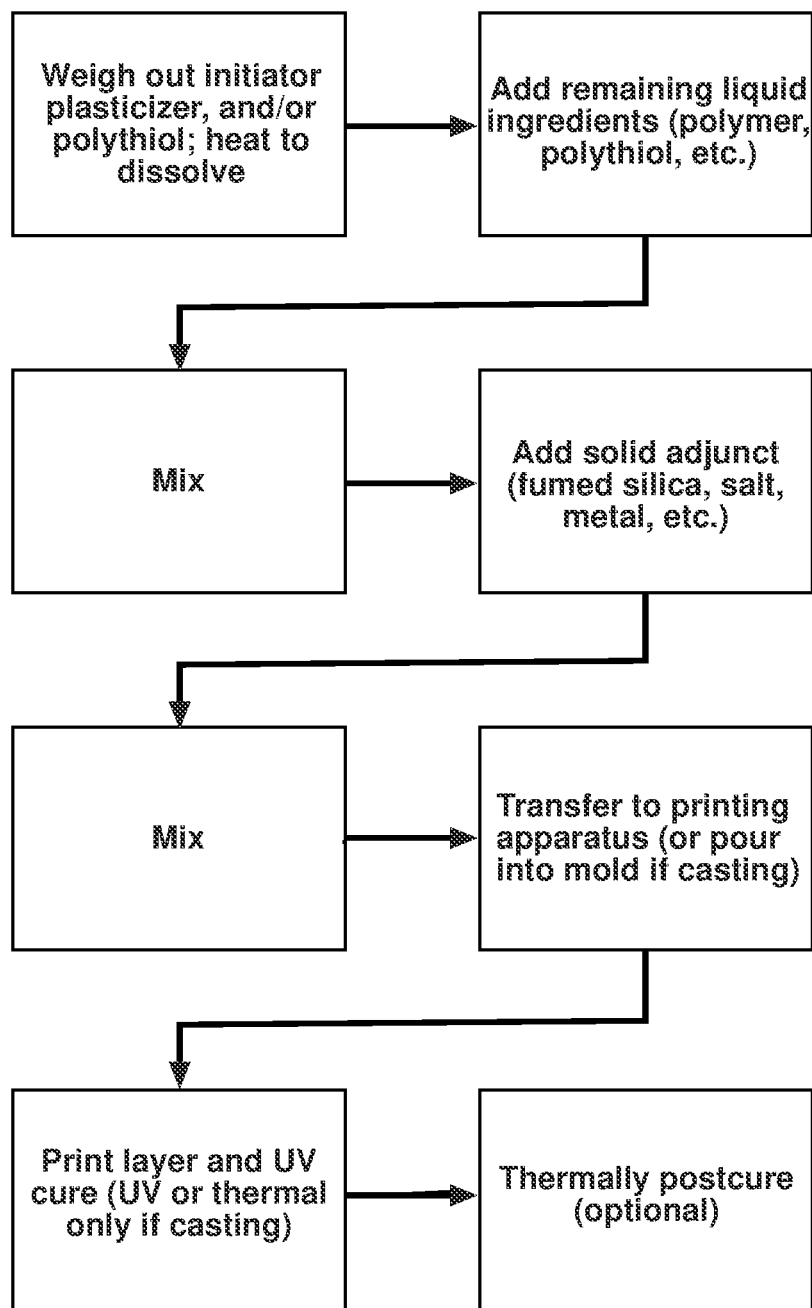 Weigh out initiator
plasticizer, and/or
polythiol; heat to
dissolve
Add remaining liquid
ingredients (polymer,
polythiol, etc.)
Mix
Add solid adjunct
(fumed silica, salt,
metal, etc.)
Mix
Transfer to printing
apparatus (or pour
into mold if casting)
Print layer and UV
cure (UV or thermal
only if casting)
Thermally postcure
(optional)